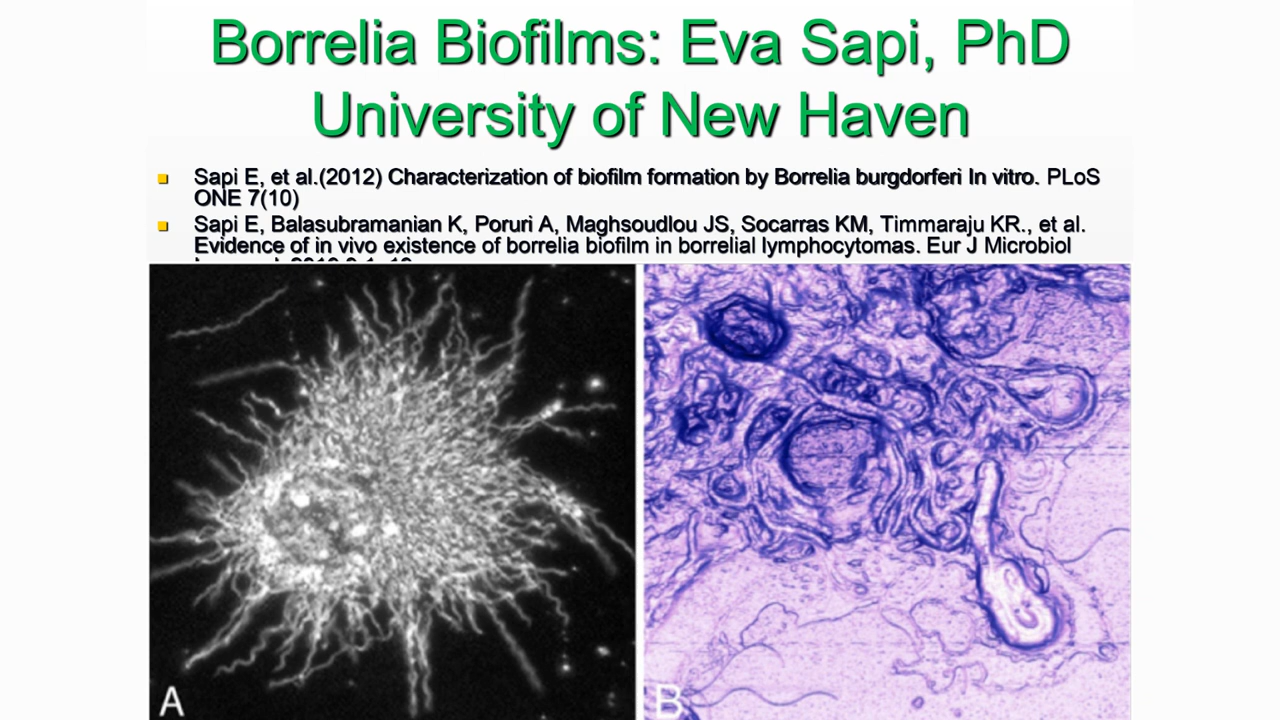 Borrelia Biofilms: Eva Sapi, PhD
University of New Haven
Sapi E, et al.(2012) Characterization of biofilm formation by Borrelia burgdorferi In vitro. PLoS
ONE 7(10)
Sapi E, Balasubramanian K, Poruri A, Maghsoudlou JS, Socarras KM, Timmaraju KR., et al.
Evidence of in vivo existence of borrelia biofilm in borrelial lymphocytomas. Eur J Microbiol
A
B